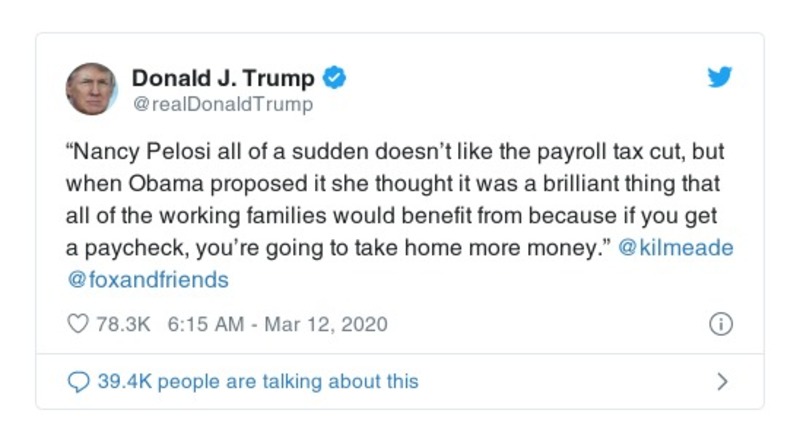 Donald J. Trump
@realDonaldTrump
“Nancy Pelosi all of a sudden doesn’t like the payroll tax cut, but
when Obama proposed it she thought it was a brilliant thing that
all of the working families would benefit from because if you get
a paycheck, you’re going to take home more money.” @kilmeade
@foxandfriends
78.3K 6:15 AM - Mar 12, 2020
39.4K people are talking about this